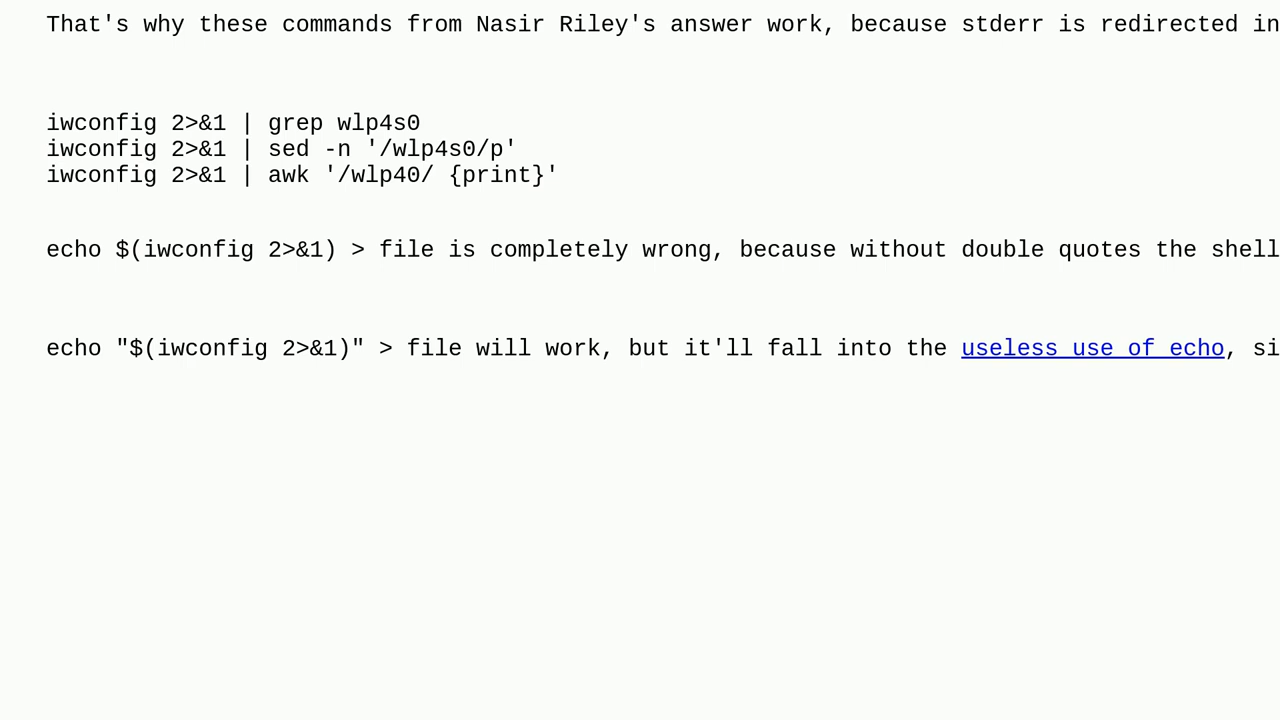 That's why these commands from Nasir Riley's answer work, because stderr is redirected in
iwconfig 2>&1 | grep wlp4s0
iwconfig 2>&1 | sed -n '/wlp4s0/p'
iwconfig 2>&1 | awk '/wlp40/ {print}'
echo $(iwconfig 2>&1) > file is completely wrong, because without double quotes the shell
echo "$(iwconfig 2>&1)" > file will work, but it'll fall into the useless use of echo, si